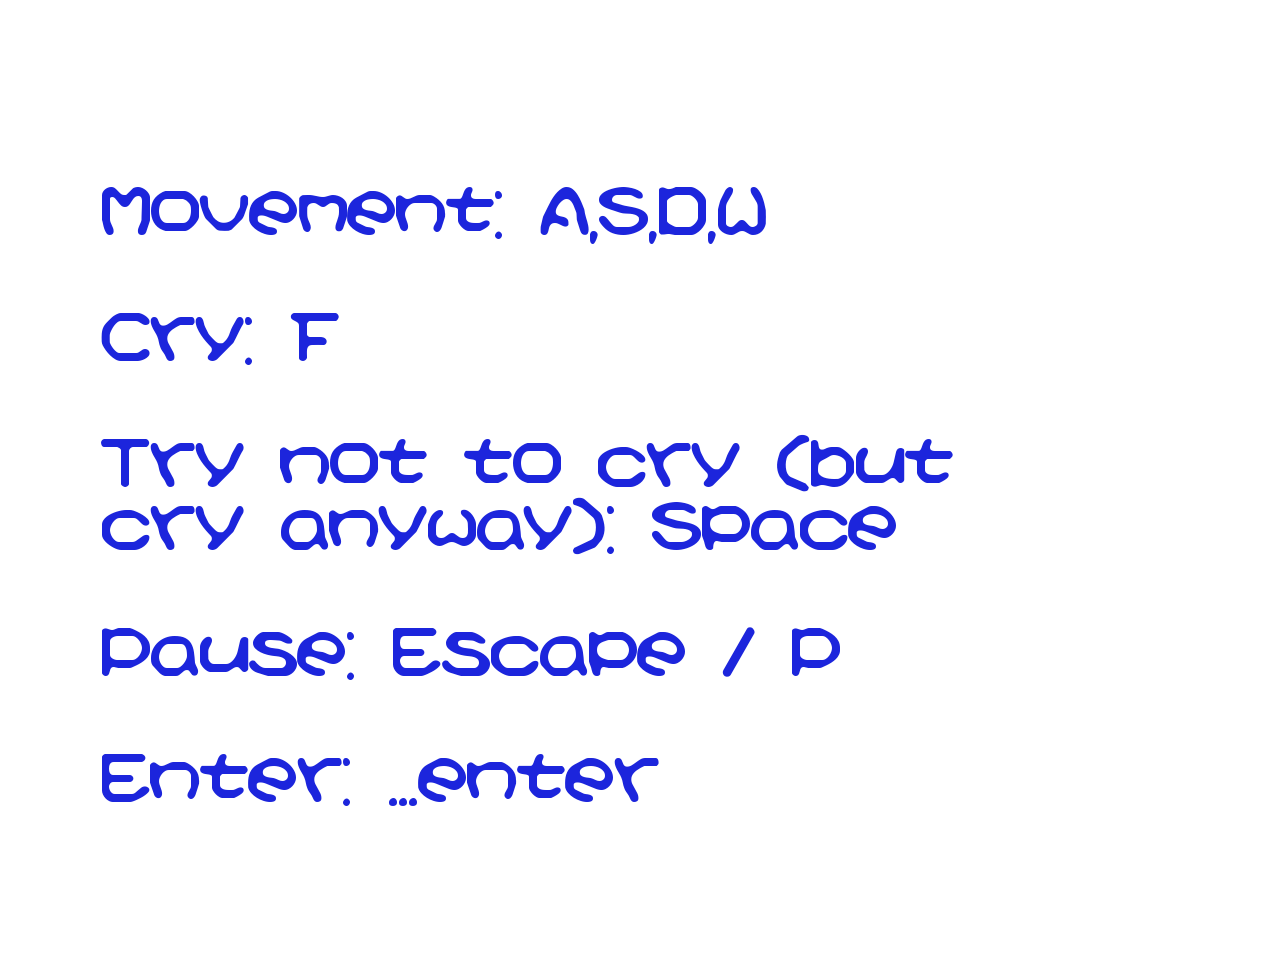 Movement: A,S,D,W
Cry: F
Try not to cry (but
cry anyway): Space
Pause: Escape / P
Enter: ...enter